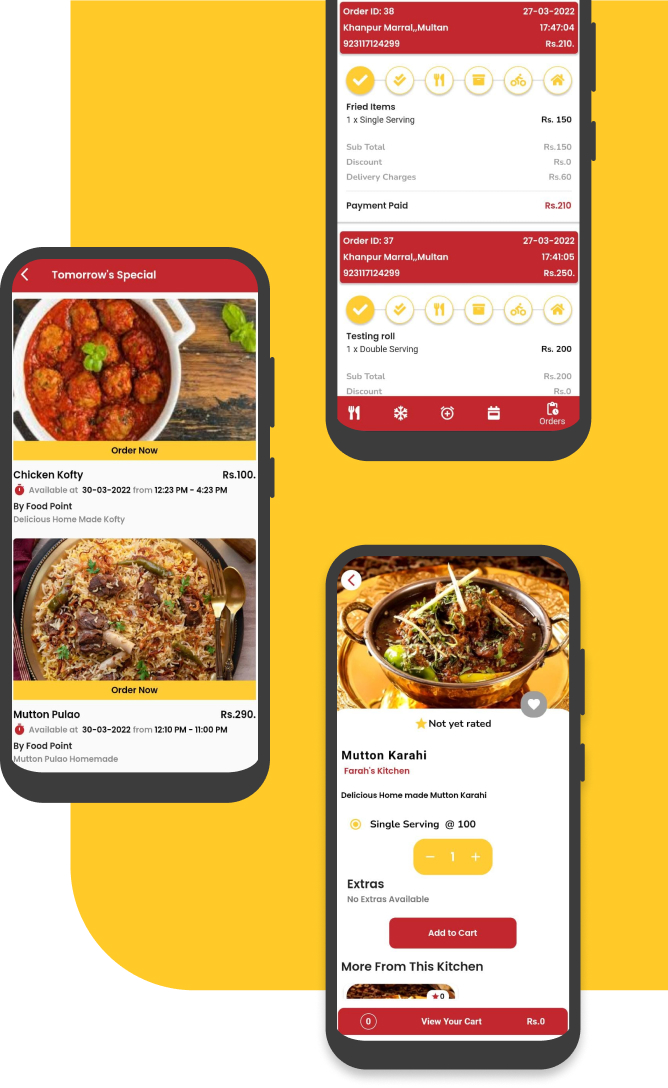 Order ID: 38 27-03-2022
Khanpur Marral,,Multan 17:47:04
923117124299 Rs.210.
Fried Items
1 x Single Serving Rs. 150
Sub Total Rs.150
Discount Rs.0
Delivery Charges Rs.60
Payment Paid Rs.210
Order ID: 37 27-03-2022
Khanpur Marral,,Multan 17:41:05
923117124299 Rs.250.
Testing roll
1 x Double Serving Rs. 200
Sub Total Rs.200
Discount Rs.0
Orders
Tomorrow's Special
Order Now
Chicken Kofty Rs.100.
Available at 30-03-2022 from 12:23 PM - 4:23 PM
By Food Point
Delicious Home Made Kofty
Order Now
Mutton Pulao Rs.290.
Available at 30-03-2022 from 12:10 PM - 11:00 PM
By Food Point
Mutton Pulao Homemade
Not yet rated
Mutton Karahi
Farah's Kitchen
Delicious Home made Mutton Karahi
Single Serving @ 100
− 1 +
Extras
No Extras Available
Add to Cart
More From This Kitchen
0
0 View Your Cart Rs.0